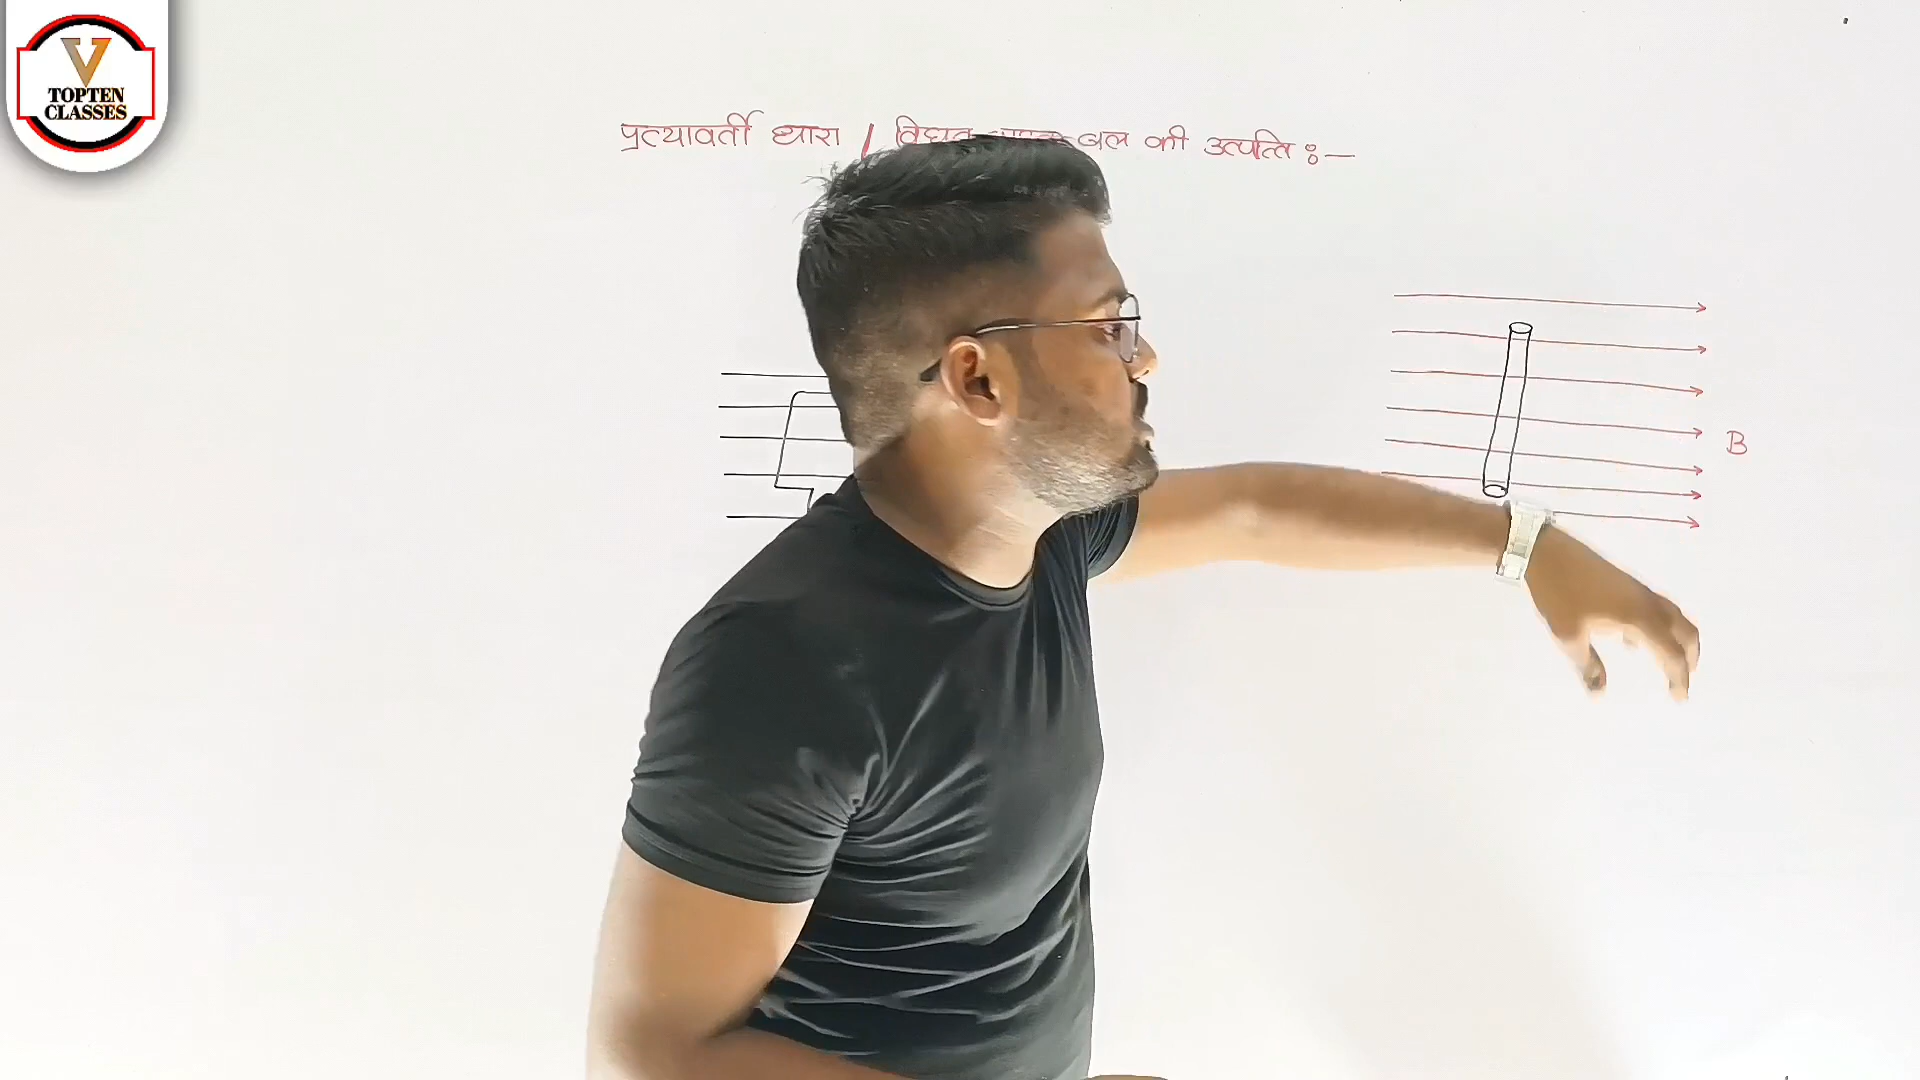 TOPTEN
CLASSES
प्रत्यावर्ती धारा / विद्युत बल की उत्पत्ति :-
B